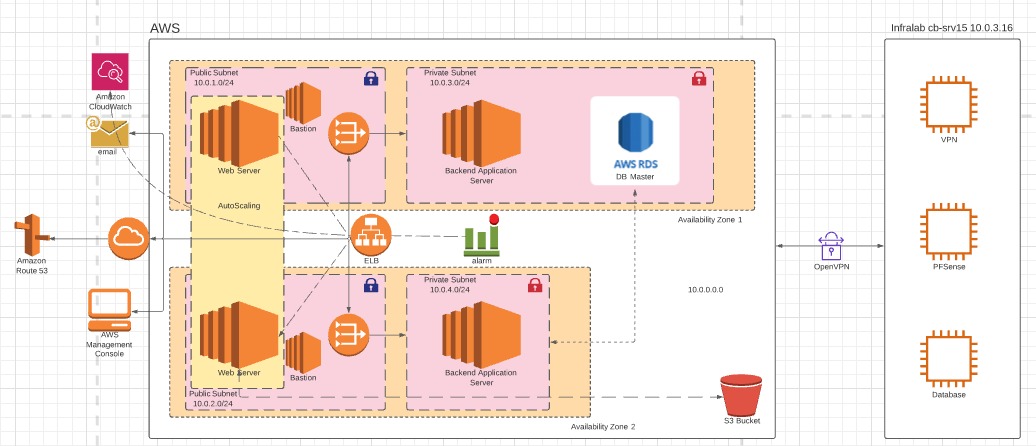 AWS
Infralab cb-srv15 10.0.3.16
Amazon
CloudWatch
@
email
Public Subnet
10.0.1.0/24
Bastion
Web Server
Private Subnet
10.0.3.0/24
Backend Application
Server
AWS RDS
DB Master
VPN
AutoScaling
Availability Zone 1
Amazon
Route 53
ELB
alarm
OpenVPN
PFSense
AWS
Management
Console
Private Subnet
10.0.4.0/24
10.0.0.0.0
Web Server
Bastion
Backend Application
Server
Public Subnet
10.0.2.0/24
S3 Bucket
Availability Zone 2
Database